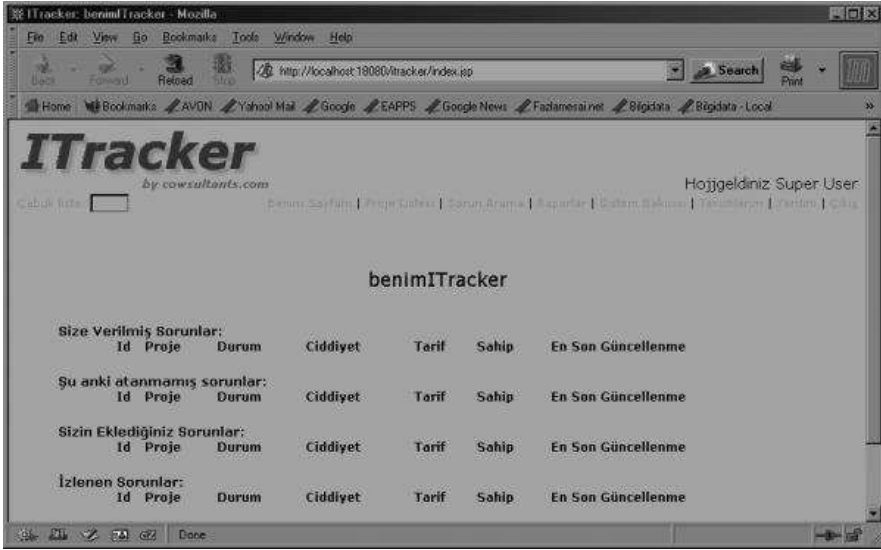 ITracker: benimITracker - Mozilla
File Edit View Go Bookmarks Tools Window Help
Back Forward Reload Stop http://localhost:18080/itracker/index.jsp Search Print
Home Bookmarks AVON Yahoo! Mail Google EAPPS Google News Fazlamesai.net Bilgidata Bilgidata - Local
ITracker
by cowsultants.com
Hojjgeldiniz Super User
Çabuk liste: Benim Sayfam | Proje Listesi | Sorun Arama | Raporlar | Sistem Bakıcısı | | Yardım | Çıkış
benimITracker
Size Verilmiş Sorunlar:
Id Proje Durum Ciddiyet Tarif Sahip En Son Güncellenme
Şu anki atanmamış sorunlar:
Id Proje Durum Ciddiyet Tarif Sahip En Son Güncellenme
Sizin Eklediğiniz Sorunlar:
Id Proje Durum Ciddiyet Tarif Sahip En Son Güncellenme
İzlenen Sorunlar:
Id Proje Durum Ciddiyet Tarif Sahip En Son Güncellenme
Done